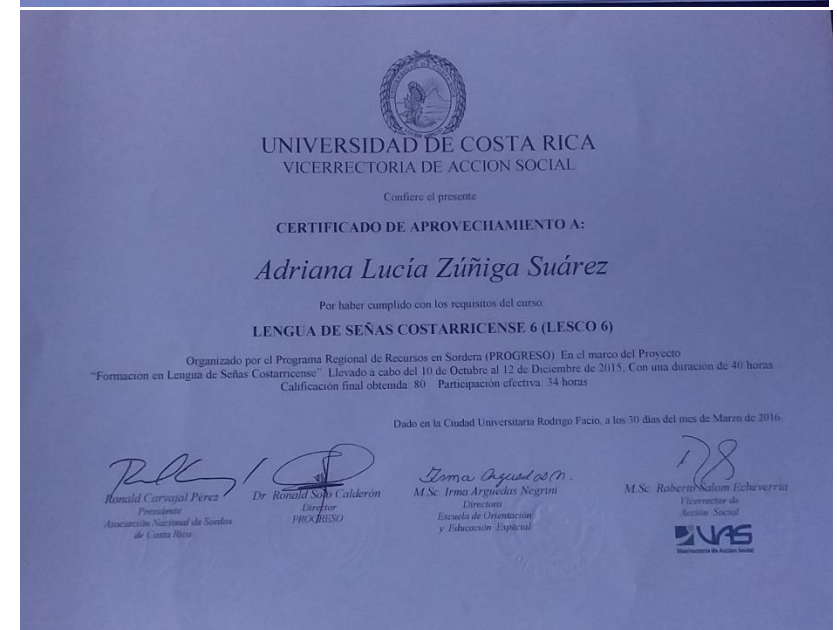 UNIVERSIDAD DE COSTA RICA
VICERRECTORIA DE ACCION SOCIAL
Confiere el presente
CERTIFICADO DE APROVECHAMIENTO A:
Adriana Lucía Zúñiga Suárez
Por haber cumplido con los requisitos del curso
LENGUA DE SEÑAS COSTARRICENSE 6 (LESCO 6)
Organizado por el Programa Regional de Recursos en Sordera (PROGRESO). En el marco del Proyecto
“Formación en Lengua de Señas Costarricense”. Llevado a cabo del 10 de Octubre al 12 de Diciembre de 2015. Con una duración de 40 horas
Calificación final obtenida: 80 Participación efectiva: 34 horas
Dado en la Ciudad Universitaria Rodrigo Facio, a los 30 días del mes de Marzo de 2016
Irma Arguedas N.
Ronald Carvajal Pérez
Presidente
Asociación Nacional de Sordos
de Costa Rica
Dr. Ronald Soto Calderón
Director
PROGRESO
M.Sc. Irma Arguedas Negrini
Directora
Escuela de Orientación
y Educación Especial
M.Sc. Roberto Salom Echeverría
Vicerrector de
Acción Social
VAS
Vicerrectoría de Acción Social